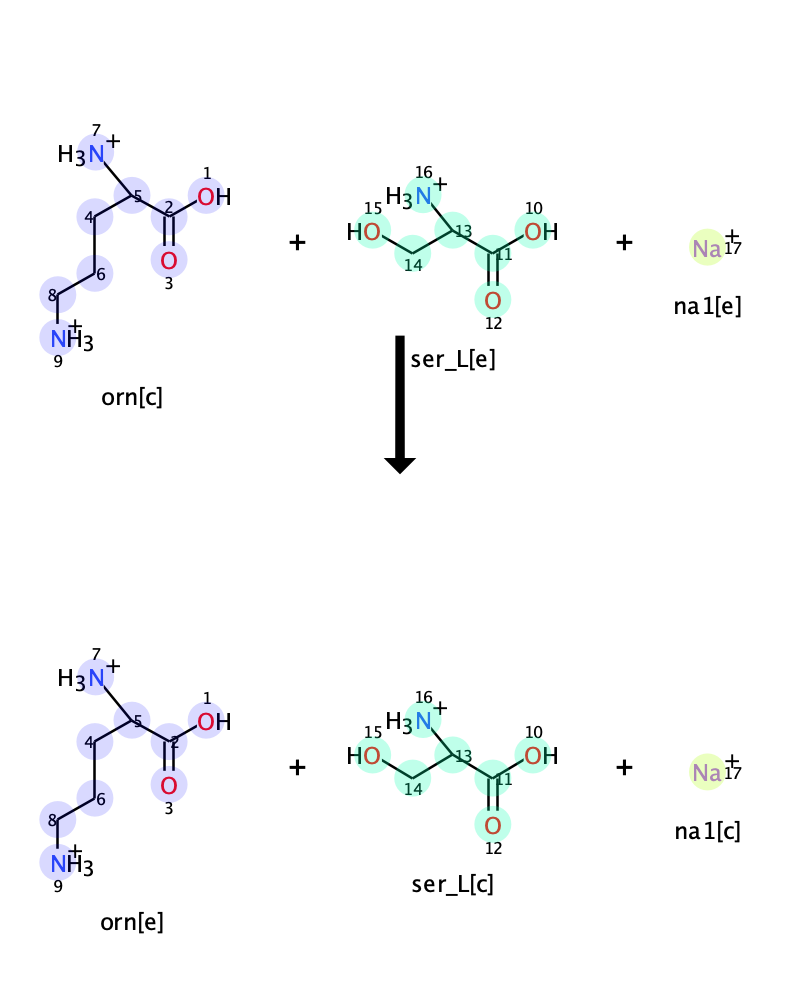 7
H3N+
1
5
OH
2
4
O
3
6
8
NH3+
9
orn[c]
+
16
H3N+
15
10
HO
13
OH
11
14
O
12
ser_L[e]
+
Na+
17
na1[e]
7
H3N+
1
5
OH
2
4
O
3
6
8
NH3+
9
orn[e]
+
16
H3N+
15
10
HO
13
OH
11
14
O
12
ser_L[c]
+
Na+
17
na1[c]